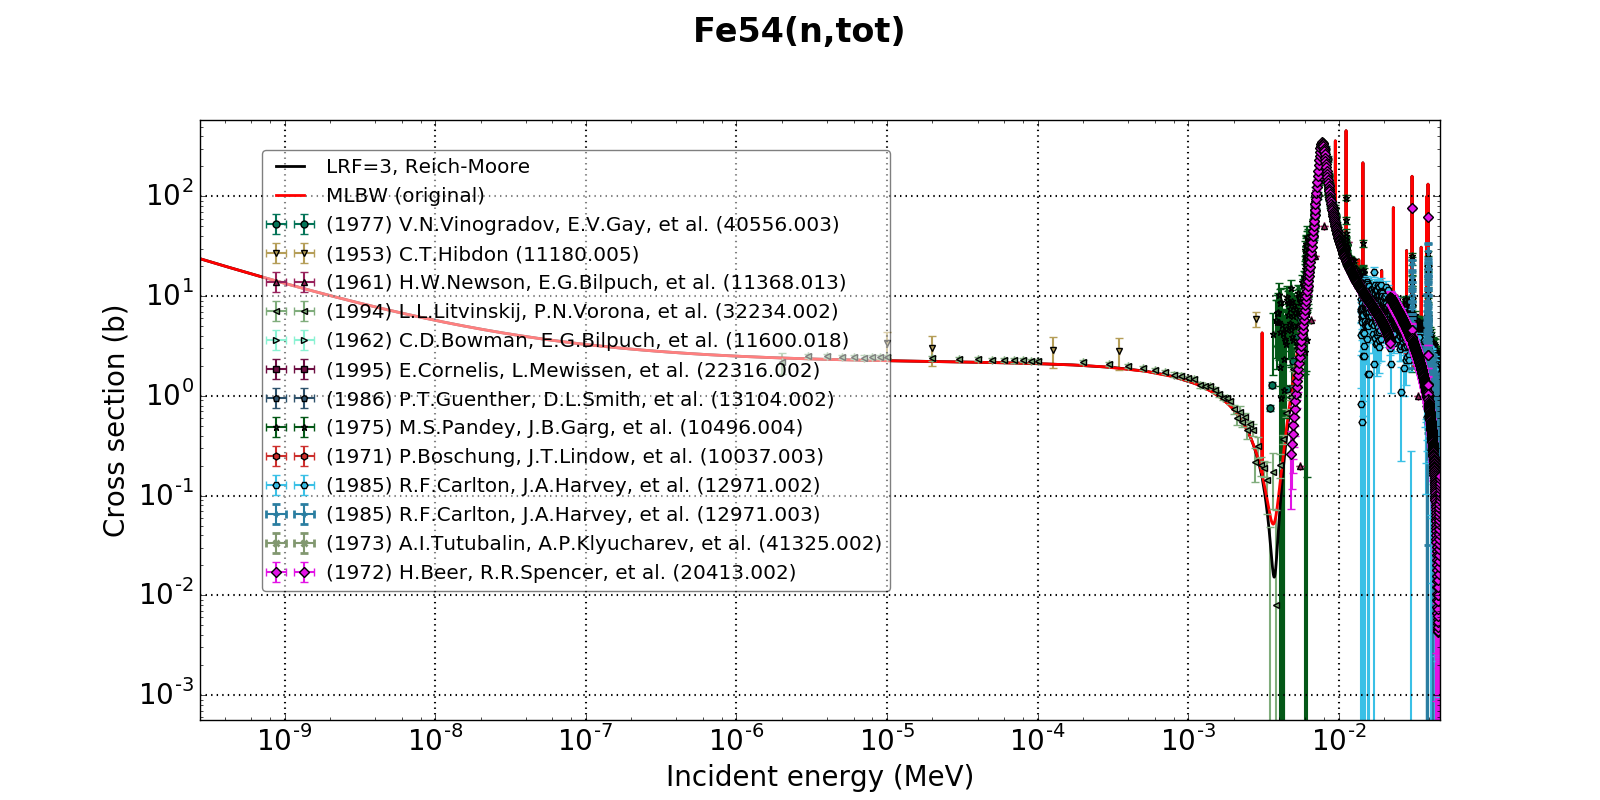 Fe54(n,tot)
Cross section (b)
10^2
10^1
10^0
10^-1
10^-2
10^-3
LRF=3, Reich-Moore
MLBW (original)
(1977) V.N.Vinogradov, E.V.Gay, et al. (40556.003)
(1953) C.T.Hibdon (11180.005)
(1961) H.W.Newson, E.G.Bilpuch, et al. (11368.013)
(1994) L.L.Litvinskij, P.N.Vorona, et al. (32234.002)
(1962) C.D.Bowman, E.G.Bilpuch, et al. (11600.018)
(1995) E.Cornelis, L.Mewissen, et al. (22316.002)
(1986) P.T.Guenther, D.L.Smith, et al. (13104.002)
(1975) M.S.Pandey, J.B.Garg, et al. (10496.004)
(1971) P.Boschung, J.T.Lindow, et al. (10037.003)
(1985) R.F.Carlton, J.A.Harvey, et al. (12971.002)
(1985) R.F.Carlton, J.A.Harvey, et al. (12971.003)
(1973) A.I.Tutubalin, A.P.Klyucharev, et al. (41325.002)
(1972) H.Beer, R.R.Spencer, et al. (20413.002)
10^-9 10^-8 10^-7 10^-6 10^-5 10^-4 10^-3 10^-2
Incident energy (MeV)